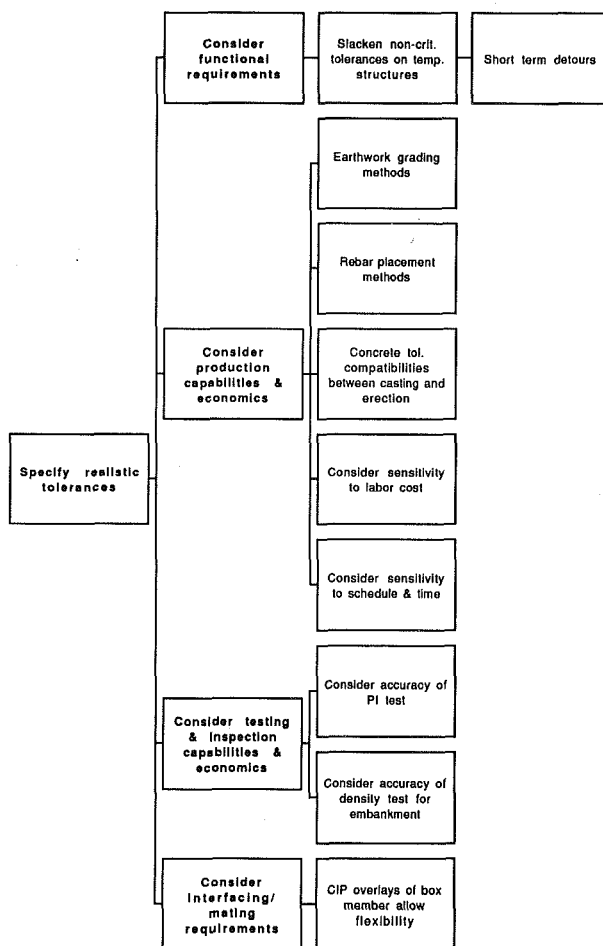 Consider
functional
requirements
Slacken non-crit.
tolerances on temp.
structures
Short term detours
Earthwork grading
methods
Rebar placement
methods
Consider
production
capabilities &
economics
Concrete tol.
compatibilities
between casting and
erection
Specify realistic
tolerances
Consider sensitivity
to labor cost
Consider sensitivity
to schedule & time
Consider testing
& inspection
capabilities &
economics
Consider accuracy of
PI test
Consider accuracy of
density test for
embankment
Consider
interfacing/
mating
requirements
CIP overlays of box
member allow
flexibility